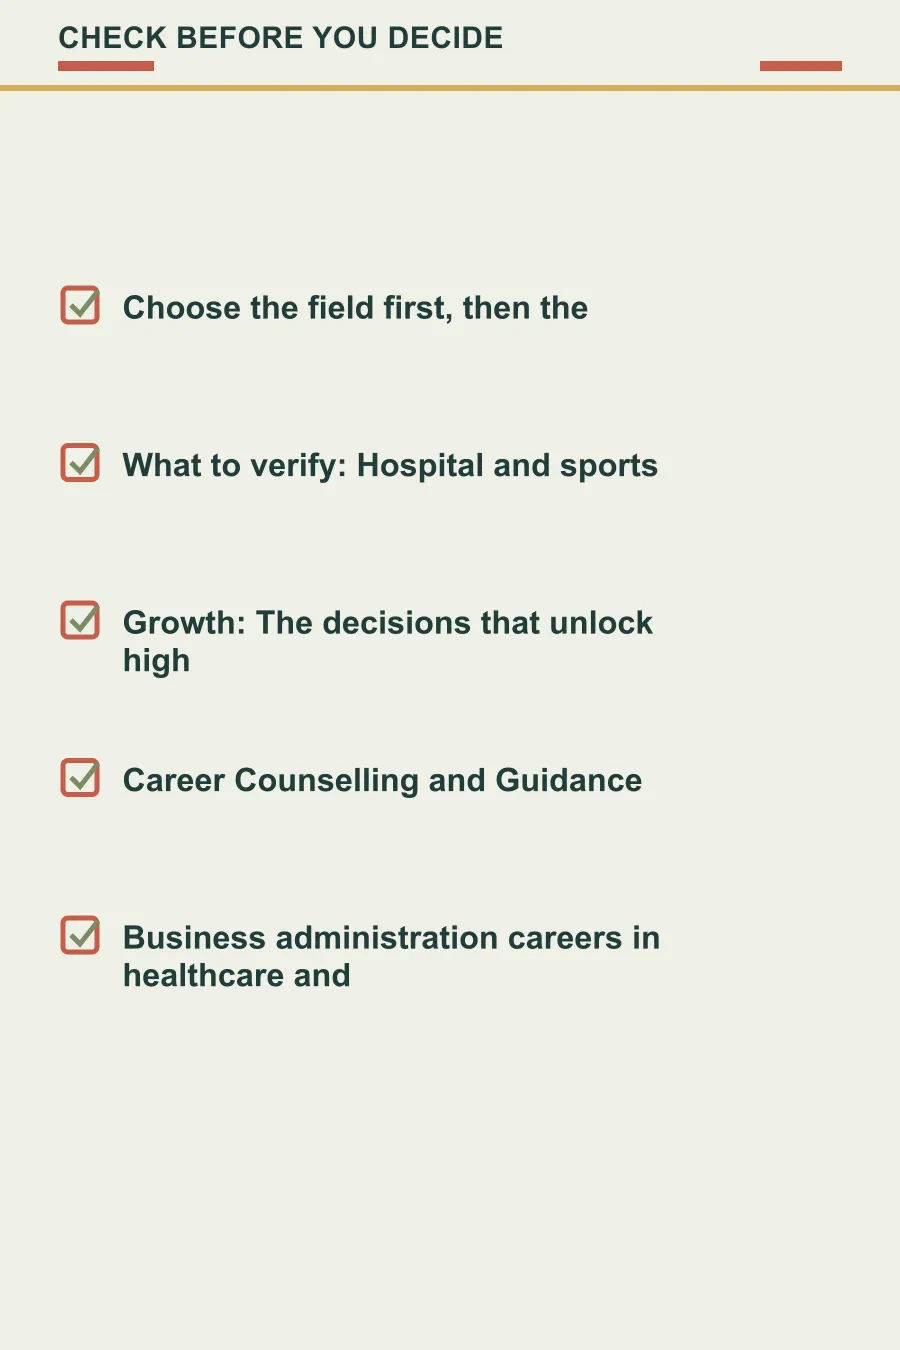 CHECK BEFORE YOU DECIDE
Choose the field first, then the
What to verify: Hospital and sports
Growth: The decisions that unlock
high
Career Counselling and Guidance
Business administration careers in
healthcare and